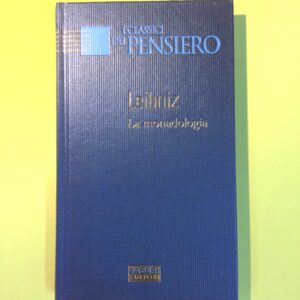 I CLASSICI
DEL PENSIERO
Leibniz
La monadologia
FABBRI
EDITORI